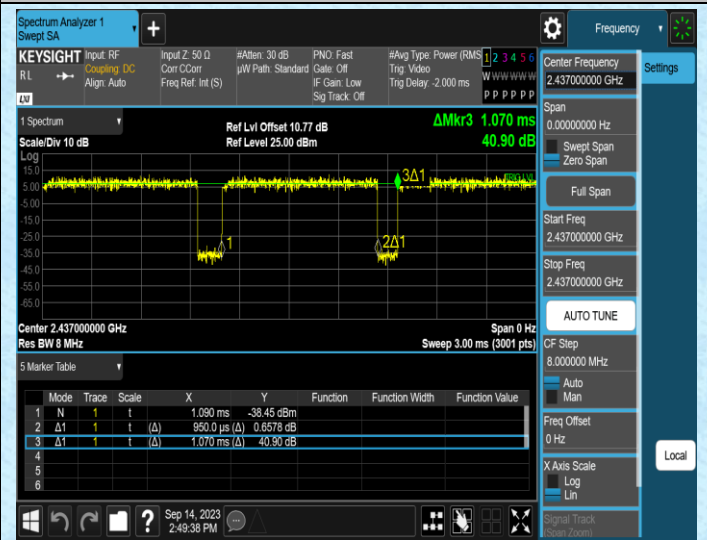 Spectrum Analyzer 1
Swept SA
+
Frequency
KEYSIGHT
RL
LXI
Input: RF
Coupling: DC
Align: Auto
Input Z: 50 Ω
Corr CCorr
Freq Ref: Int (S)
#Atten: 30 dB
µW Path: Standard
PNO: Fast
Gate: Off
IF Gain: Low
Sig Track: Off
#Avg Type: Power (RMS
Trig: Video
Trig Delay: -2.000 ms
1 2 3 4 5 6
W W W W W W
P P P P P P
1 Spectrum
Scale/Div 10 dB
Log
Ref Lvl Offset 10.77 dB
Ref Level 25.00 dBm
ΔMkr3 1.070 ms
40.90 dB
15.0
5.00
-5.00
-15.0
-25.0
-35.0
-45.0
-55.0
-65.0
3Δ1
TRIG LVL
1
2Δ1
Center 2.437000000 GHz
Res BW 8 MHz
Span 0 Hz
Sweep 3.00 ms (3001 pts)
5 Marker Table
Mode Trace Scale X Y Function Function Width Function Value
1 N 1 t 1.090 ms -38.45 dBm
2 Δ1 1 t (Δ) 950.0 µs (Δ) 0.6578 dB
3 Δ1 1 t (Δ) 1.070 ms (Δ) 40.90 dB
4
5
6
Sep 14, 2023
2:49:38 PM
?
Center Frequency
2.437000000 GHz
Settings
Span
0.00000000 Hz
Swept Span
Zero Span
Full Span
Start Freq
2.437000000 GHz
Stop Freq
2.437000000 GHz
AUTO TUNE
CF Step
8.000000 MHz
Auto
Man
Freq Offset
0 Hz
X Axis Scale
Log
Lin
Local
Signal Track
(Span Zoom)